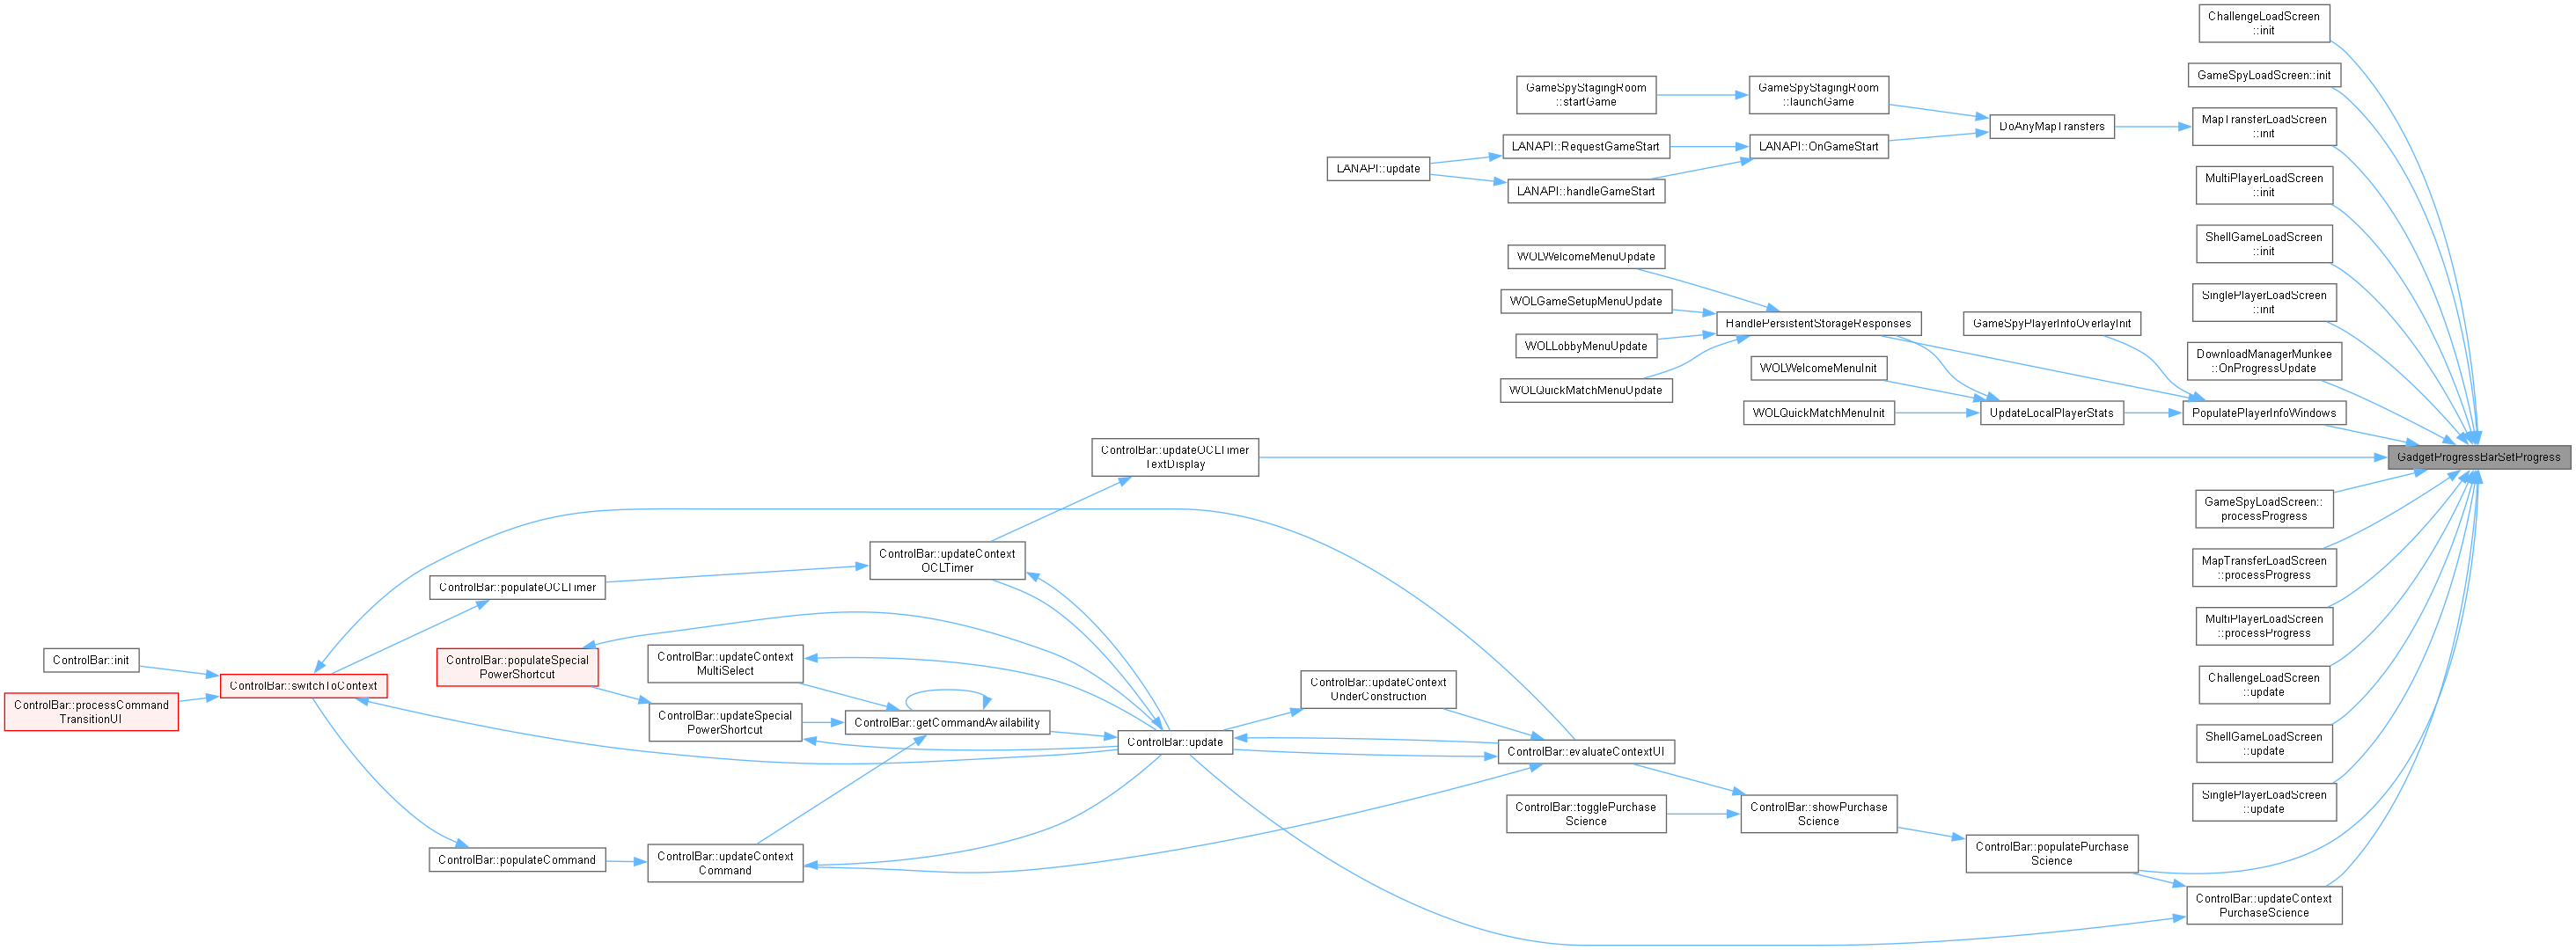 ChallengeLoadScreen
::init
GameSpyLoadScreen::init
MapTransferLoadScreen
::init
MultiPlayerLoadScreen
::init
ShellGameLoadScreen
::init
SinglePlayerLoadScreen
::init
DownloadManagerMunkee
::OnProgressUpdate
PopulatePlayerInfoWindows
GadgetProgressBarSetProgress
GameSpyLoadScreen::
processProgress
MapTransferLoadScreen
::processProgress
MultiPlayerLoadScreen
::processProgress
ChallengeLoadScreen
::update
ShellGameLoadScreen
::update
SinglePlayerLoadScreen
::update
ControlBar::updateContext
PurchaseScience
ControlBar::populatePurchase
Science
ControlBar::showPurchase
Science
ControlBar::togglePurchase
Science
GameSpyStagingRoom
::startGame
GameSpyStagingRoom
::launchGame
DoAnyMapTransfers
LANAPI::RequestGameStart
LANAPI::OnGameStart
LANAPI::update
LANAPI::handleGameStart
WOLWelcomeMenuUpdate
WOLGameSetupMenuUpdate
HandlePersistentStorageResponses
GameSpyPlayerInfoOverlayInit
WOLLobbyMenuUpdate
WOLWelcomeMenuInit
WOLQuickMatchMenuUpdate
WOLQuickMatchMenuInit
UpdateLocalPlayerStats
ControlBar::updateOCLTimer
TextDisplay
ControlBar::updateContext
OCLTimer
ControlBar::populateOCLTimer
ControlBar::init
ControlBar::switchToContext
ControlBar::processCommand
TransitionUI
ControlBar::populateSpecial
PowerShortcut
ControlBar::updateContext
MultiSelect
ControlBar::updateSpecial
PowerShortcut
ControlBar::getCommandAvailability
ControlBar::update
ControlBar::updateContext
UnderConstruction
ControlBar::evaluateContextUI
ControlBar::populateCommand
ControlBar::updateContext
Command